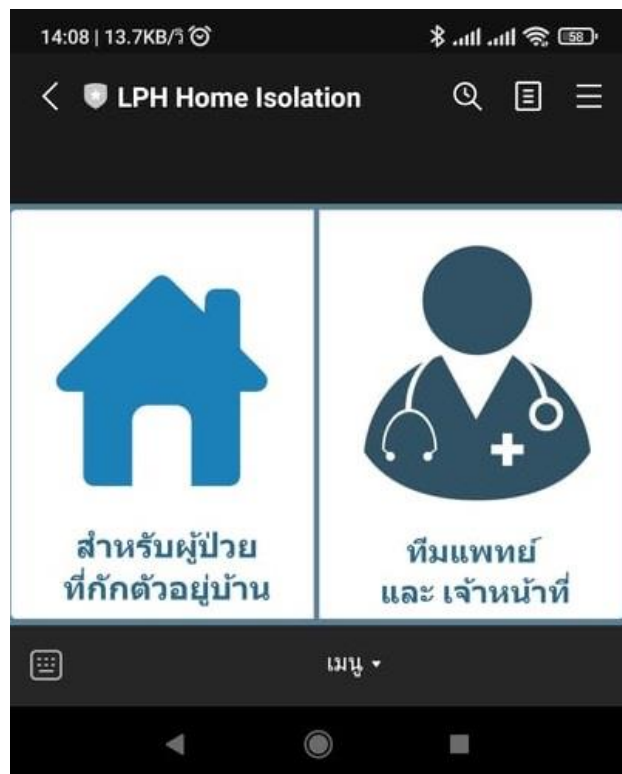 14:08 | 13.7KB/วิ
58
LPH Home Isolation
สำหรับผู้ป่วย
ที่กักตัวอยู่บ้าน
ทีมแพทย์
และ เจ้าหน้าที่
เมนู